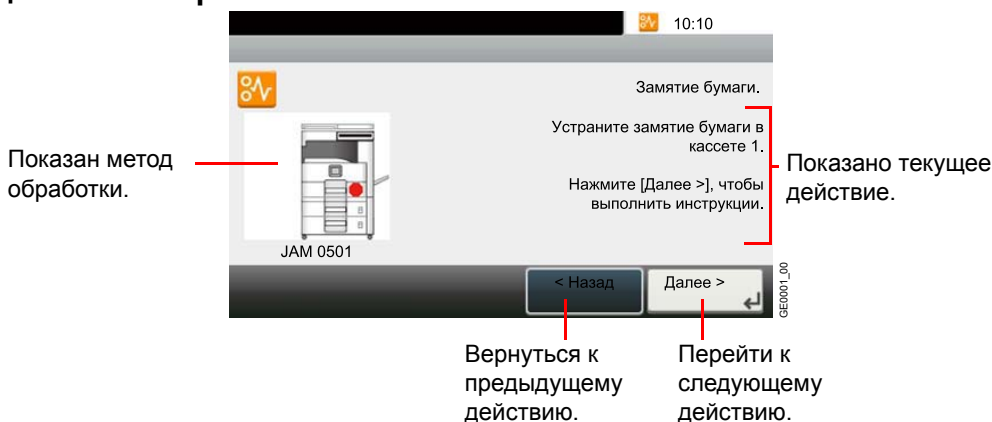 10:10
Замятие бумаги.
Устраните замятие бумаги в
кассете 1.
Нажмите [Далее >], чтобы
выполнить инструкции.
JAM 0501
Показан метод
обработки.
Показано текущее
действие.
< Назад
Далее >
GE0001_00
Вернуться к
предыдущему
действию.
Перейти к
следующему
действию.